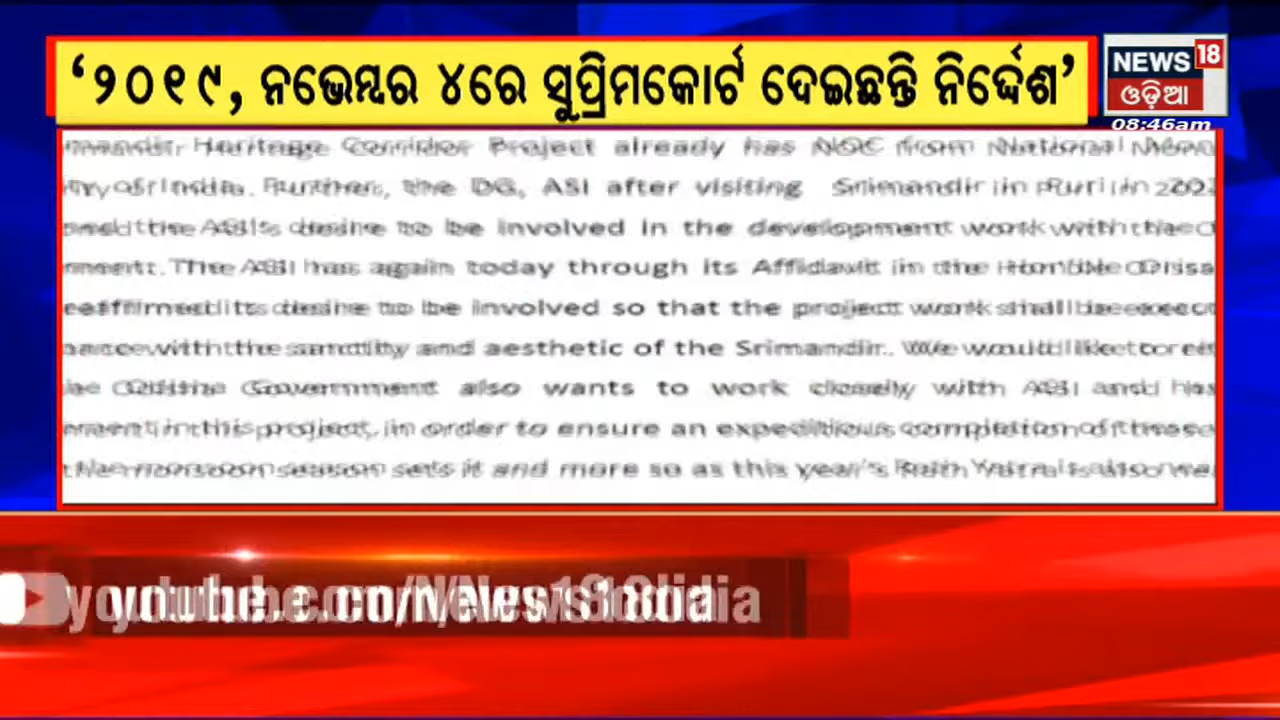 ‘୨୦୧୯, ନଭେମ୍ବର ୪ରେ ସୁପ୍ରିମକୋର୍ଟ ଦେଇଛନ୍ତି ନିର୍ଦ୍ଦେଶ’
NEWS 18
ଓଡ଼ିଆ
08:46am
Heritage Corridor Project already has NOC from National
of India. Further, the DG, ASI after visiting Srimandir in Puri in
the ASI's desire to be involved in the development work with the
The ASI has again today through its Affidavit in the Hon'ble Orissa
its desire to be involved so that the project work shall be
with the sanctity and aesthetic of the Srimandir. We would like to
Odisha Government also wants to work closely with ASI and has
in this project, in order to ensure an expeditious completion of these
the monsoon season sets it and more so as this year's Rath Yatra is also